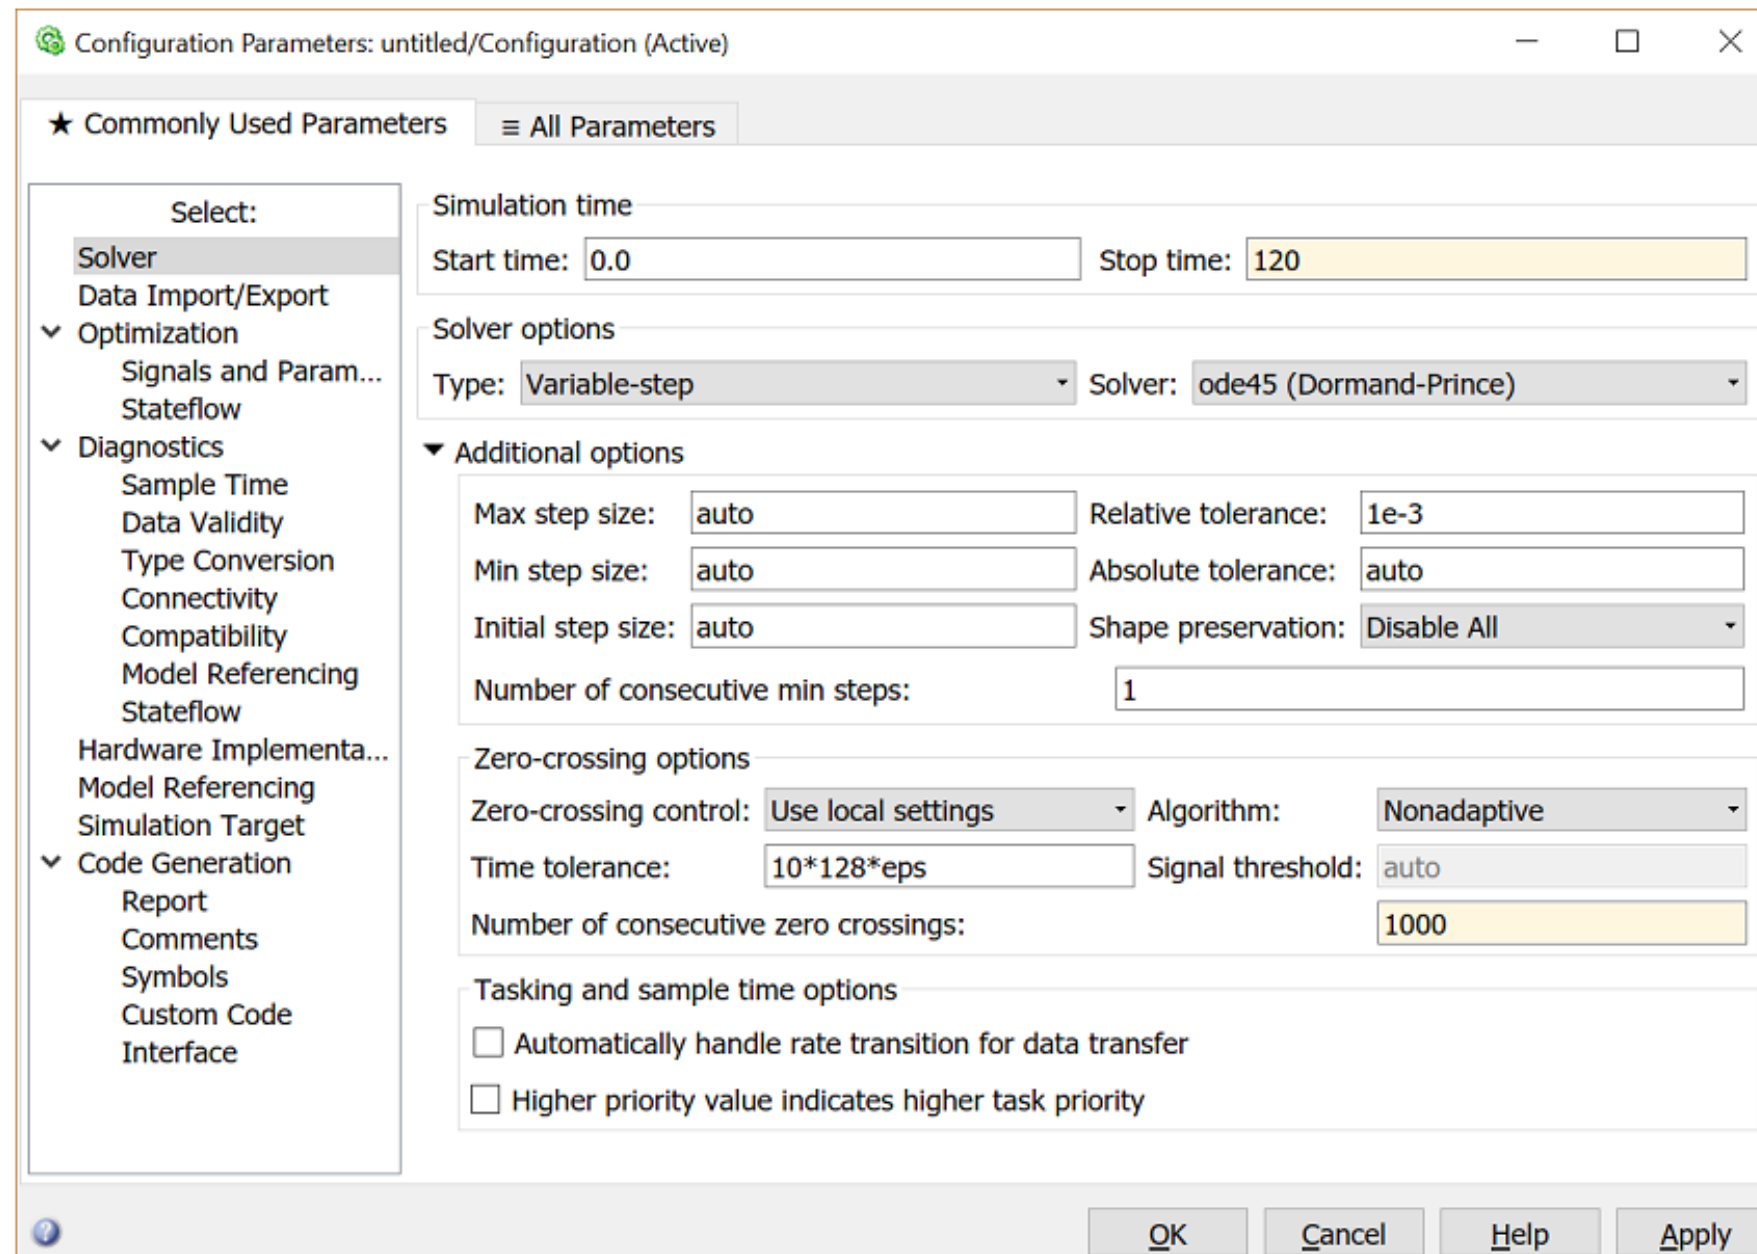 Configuration Parameters: untitled/Configuration (Active)
★ Commonly Used Parameters
≡ All Parameters
Select:
Solver
Data Import/Export
Optimization
Signals and Param...
Stateflow
Diagnostics
Sample Time
Data Validity
Type Conversion
Connectivity
Compatibility
Model Referencing
Stateflow
Hardware Implementa...
Model Referencing
Simulation Target
Code Generation
Report
Comments
Symbols
Custom Code
Interface
Simulation time
Start time: 0.0 Stop time: 120
Solver options
Type: Variable-step Solver: ode45 (Dormand-Prince)
Additional options
Max step size: auto Relative tolerance: 1e-3
Min step size: auto Absolute tolerance: auto
Initial step size: auto Shape preservation: Disable All
Number of consecutive min steps: 1
Zero-crossing options
Zero-crossing control: Use local settings Algorithm: Nonadaptive
Time tolerance: 10*128*eps Signal threshold: auto
Number of consecutive zero crossings: 1000
Tasking and sample time options
Automatically handle rate transition for data transfer
Higher priority value indicates higher task priority
? OK Cancel Help Apply